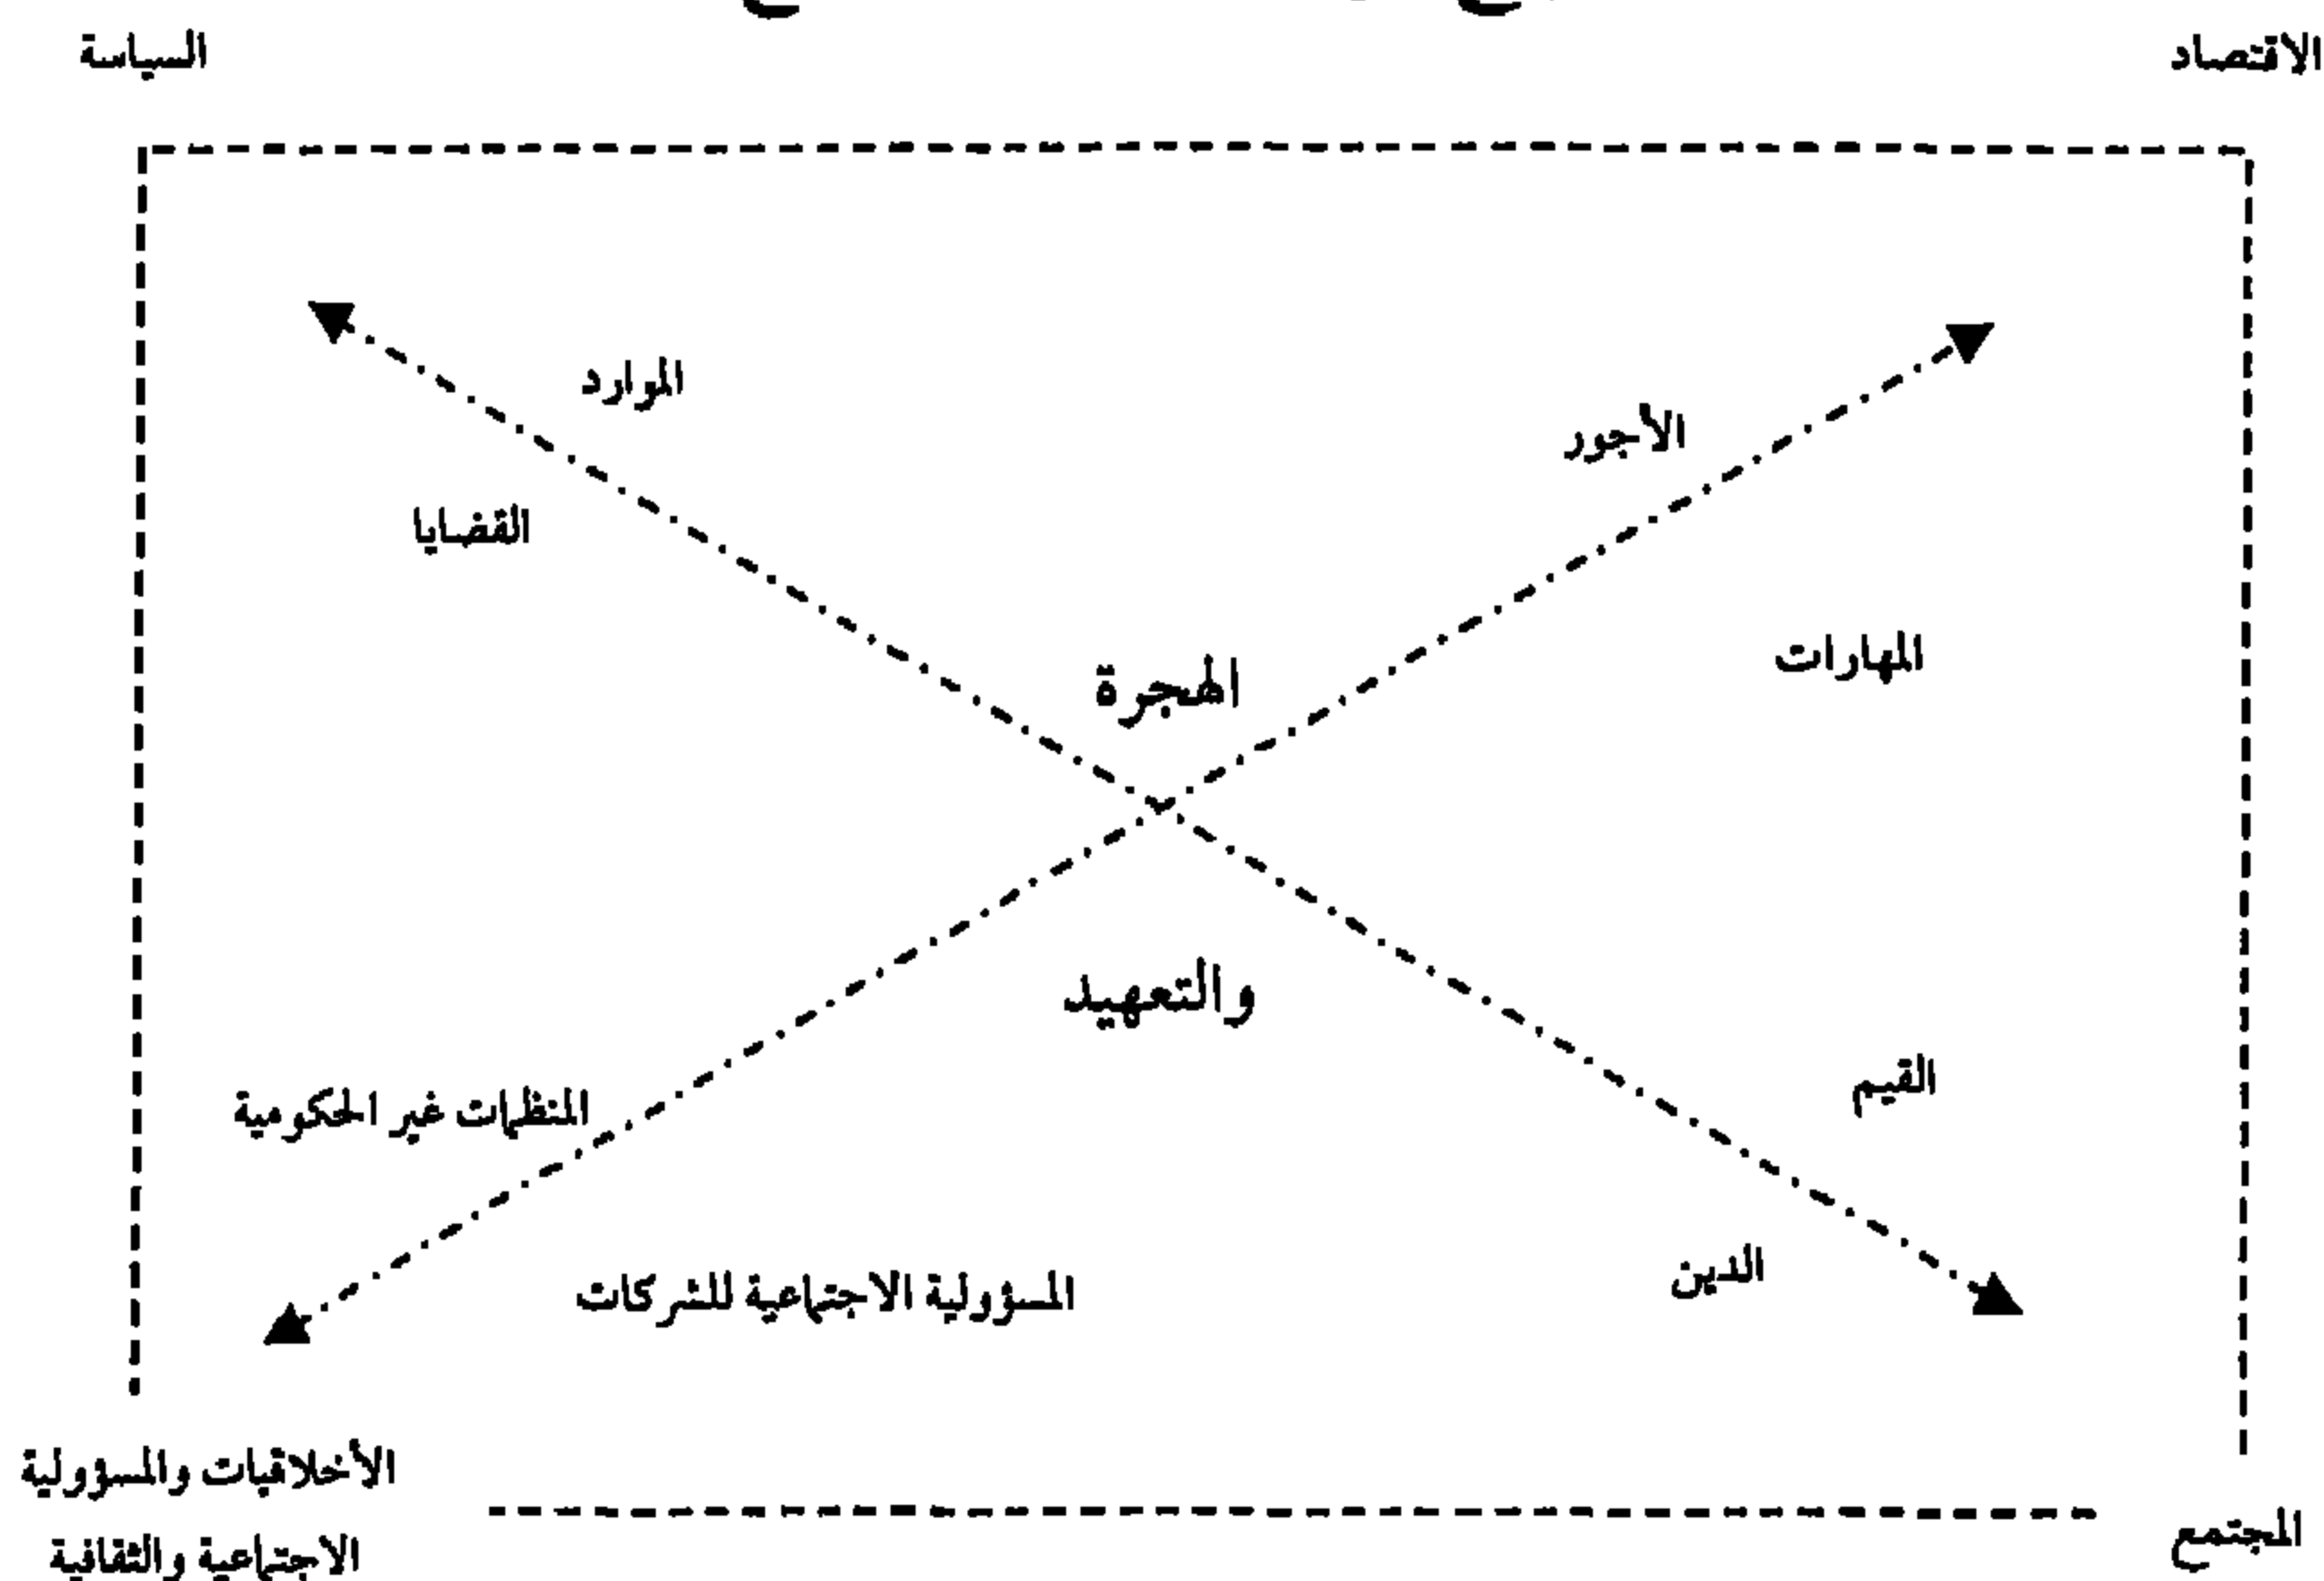 الاقتصاد
السياسة
الموارد
الأجور
القضايا
المهارات
الهجرة
والتعهيد
القيم
المنظمات غير الحكومية
الدين
المسؤولية الاجتماعية للشركات
الأخلاقيات والمسؤولية
الاجتماعية والثقافية
المجتمع